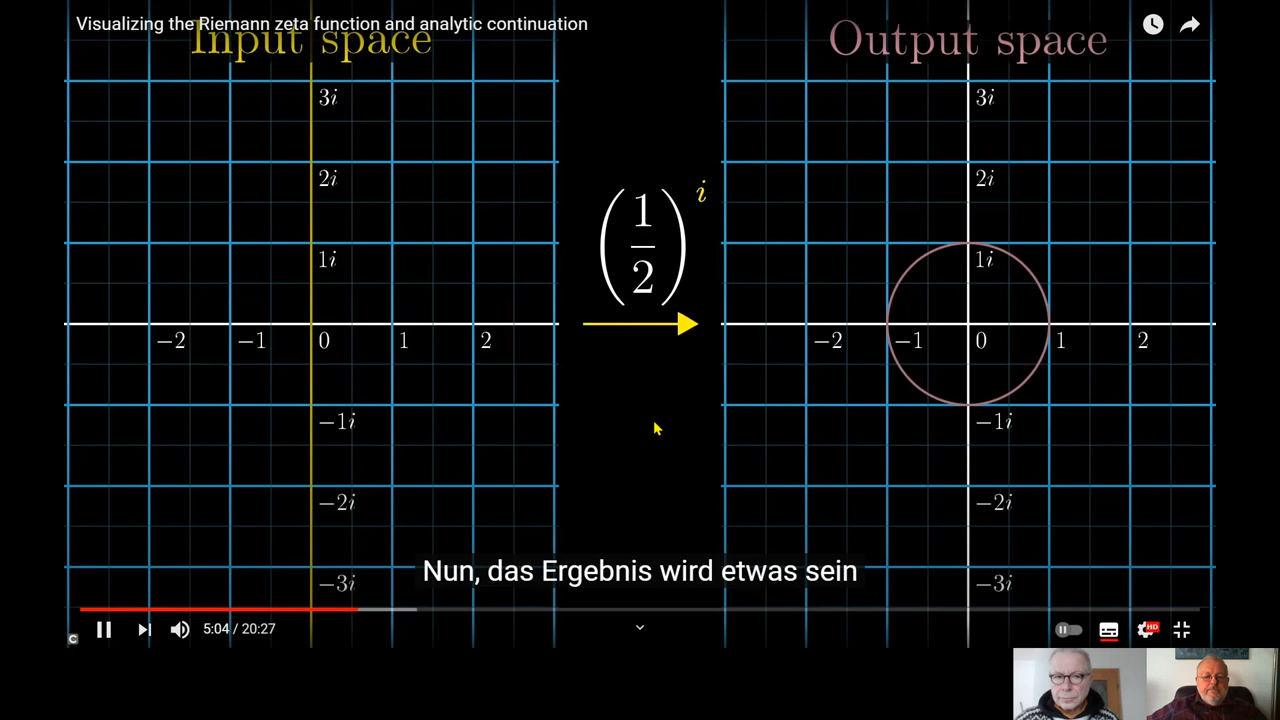 Visualizing the Riemann zeta function and analytic continuation
Input space
Output space
3i
2i
1i
−2 −1 0 1 2
−1i
−2i
−3i
(1/2)^i
3i
2i
1i
−2 −1 0 1 2
−1i
−2i
−3i
Nun, das Ergebnis wird etwas sein
5:04 / 20:27
HD
C